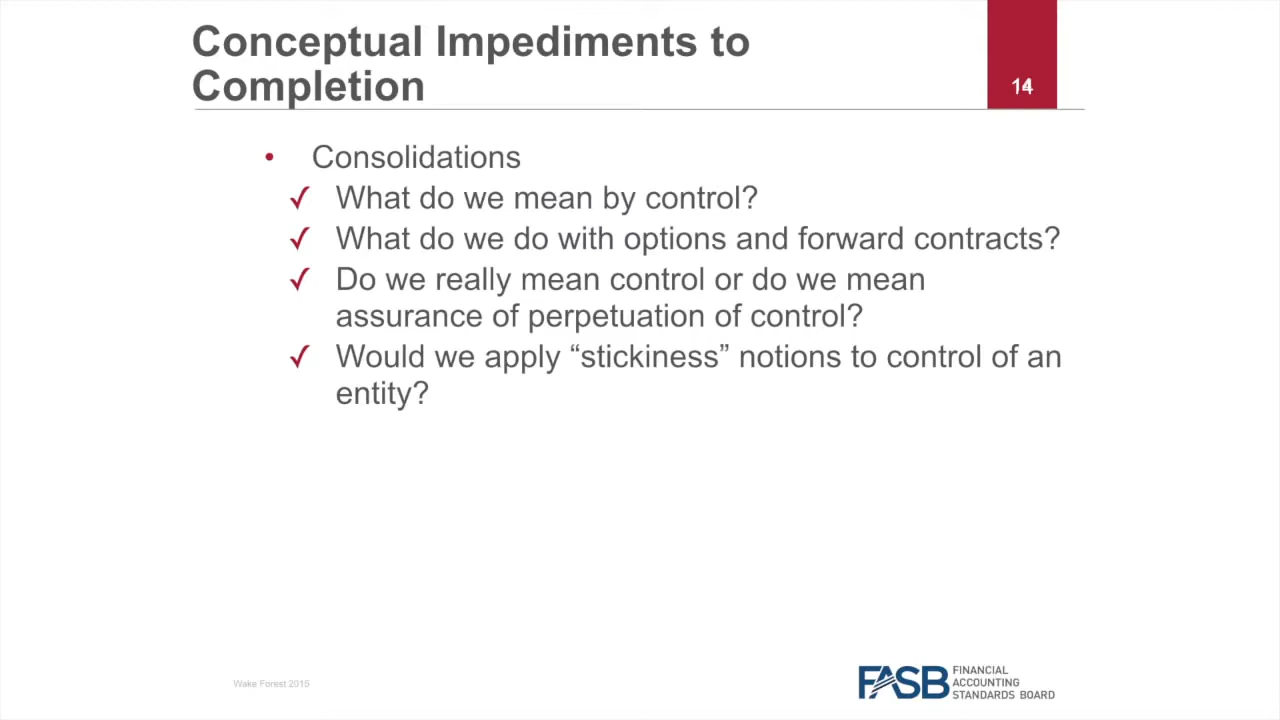 Conceptual Impediments to
Completion
14
• Consolidations
✓ What do we mean by control?
✓ What do we do with options and forward contracts?
✓ Do we really mean control or do we mean
assurance of perpetuation of control?
✓ Would we apply “stickiness” notions to control of an
entity?
Wake Forest 2015
FASB
FINANCIAL
ACCOUNTING
STANDARDS BOARD